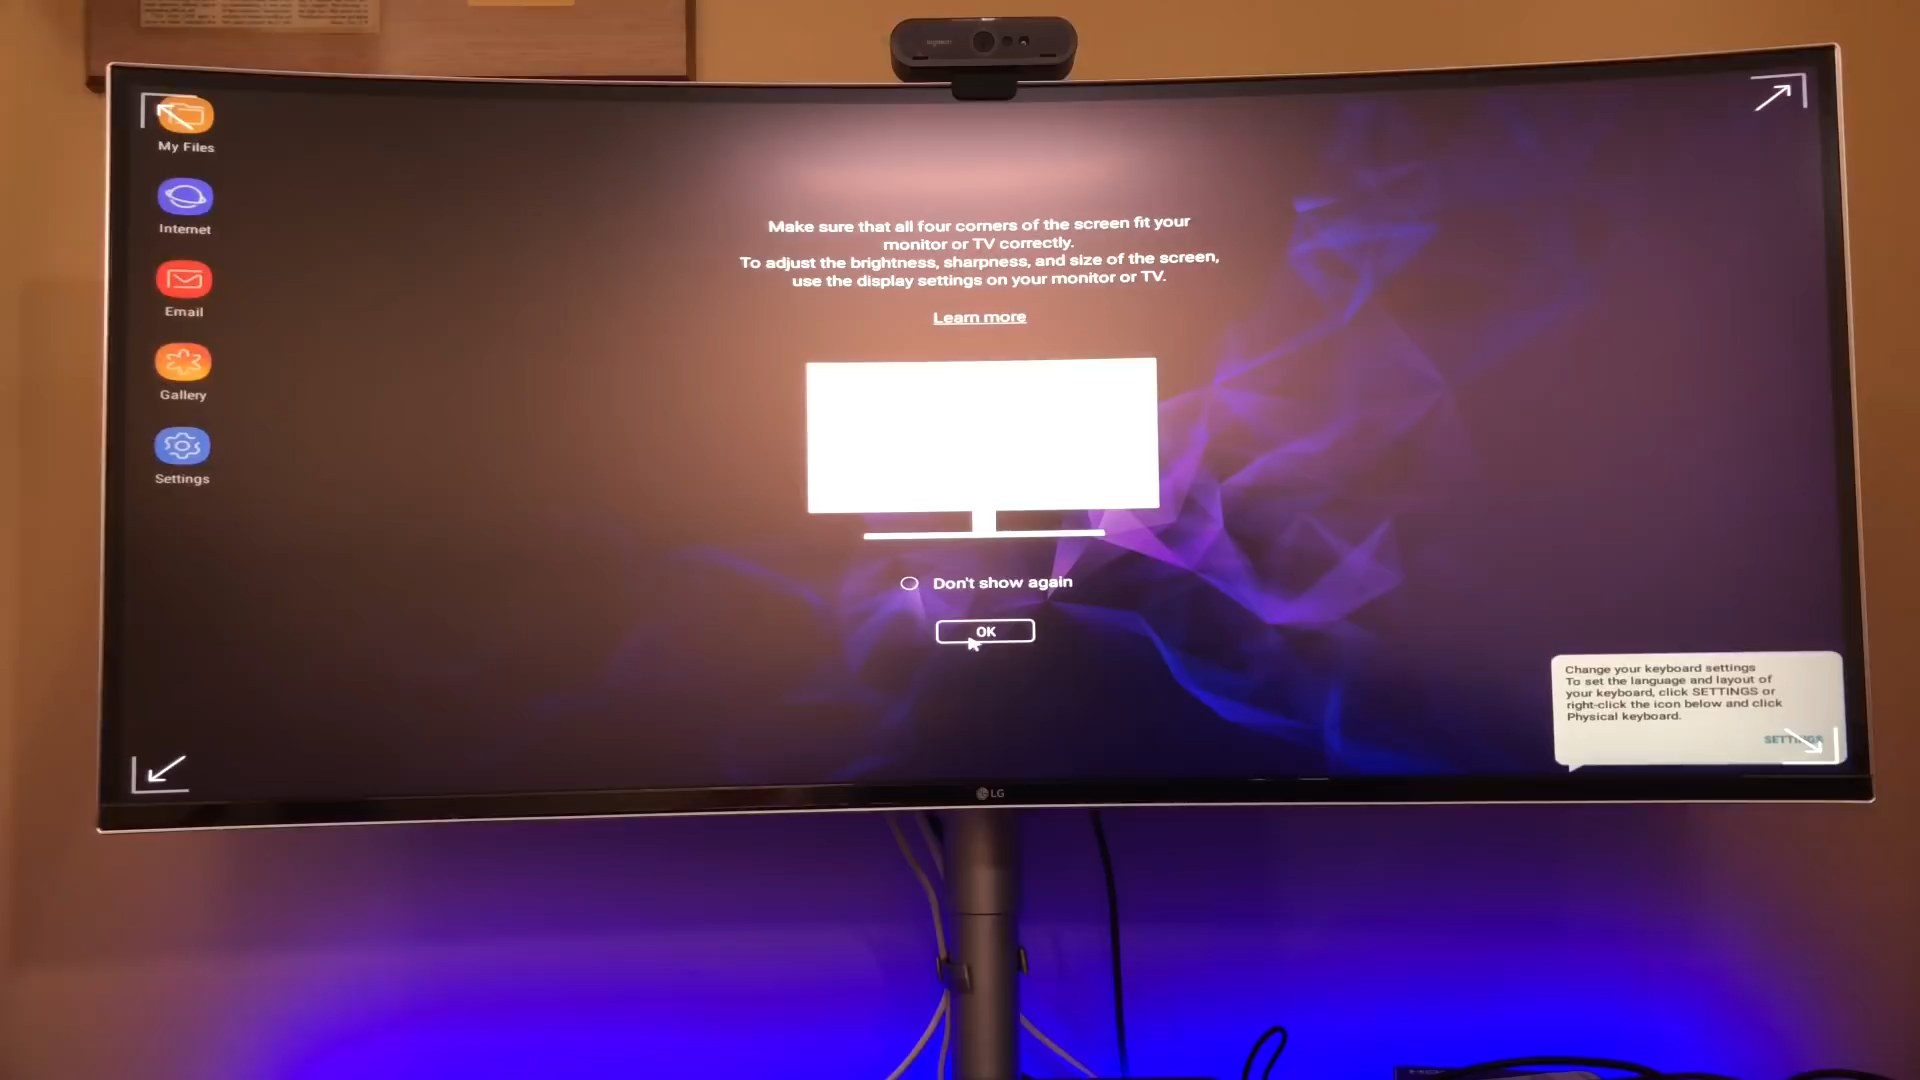 My Files
Internet
Email
Gallery
Settings
Make sure that all four corners of the screen fit your
monitor or TV correctly.
To adjust the brightness, sharpness, and size of the screen,
use the display settings on your monitor or TV.
Learn more
Don't show again
OK
Change your keyboard settings
To set the language and layout of
your keyboard, click SETTINGS or
right-click the icon below and click
Physical keyboard.
SETTINGS
LG